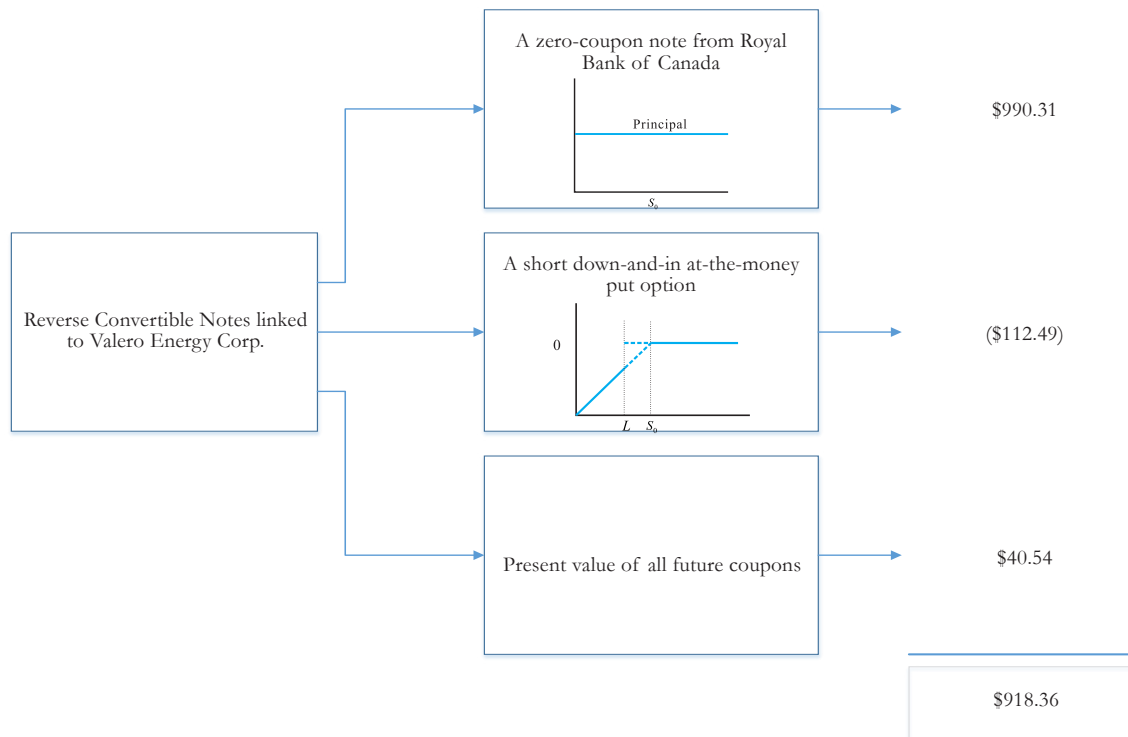 A zero-coupon note from Royal
Bank of Canada
Principal
S₀
$990.31
Reverse Convertible Notes linked
to Valero Energy Corp.
A short down-and-in at-the-money
put option
0
L S₀
($112.49)
Present value of all future coupons
$40.54
$918.36